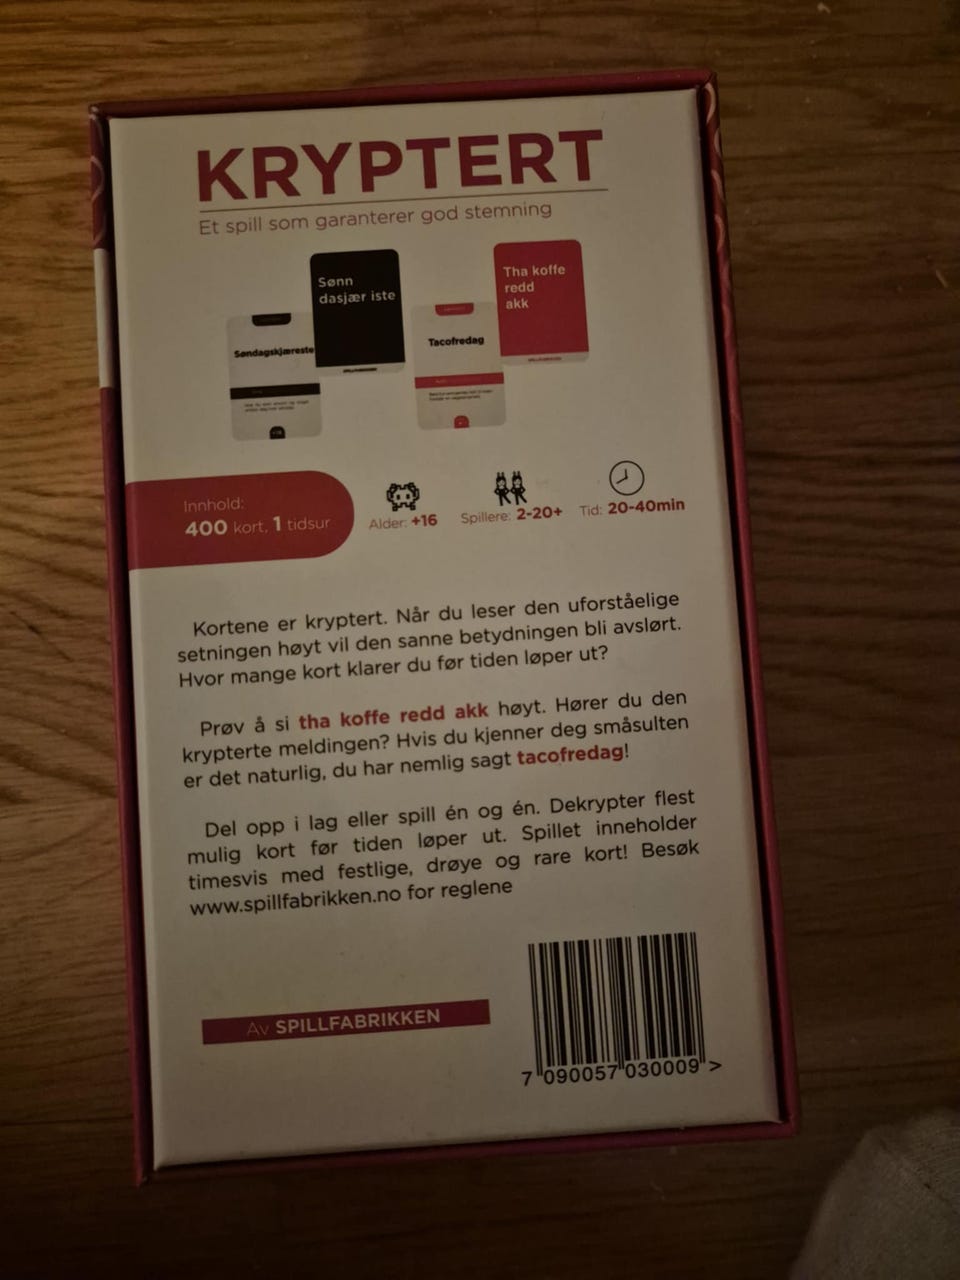 KRYPTERT
Et spill som garanterer god stemning
Sønn
dasjær iste
Tha koffe
redd
akk
Søndagskjæreste
Tacofredag
SPILLFABRIKKEN
SPILLFABRIKKEN
Innhold:
400 kort, 1 tidsur
Alder: +16
Spillere: 2-20+
Tid: 20-40min
Kortene er kryptert. Når du leser den uforståelige
setningen høyt vil den sanne betydningen bli avslørt.
Hvor mange kort klarer du før tiden løper ut?
Prøv å si tha koffe redd akk høyt. Hører du den
krypterte meldingen? Hvis du kjenner deg småsulten
er det naturlig, du har nemlig sagt tacofredag!
Del opp i lag eller spill én og én. Dekrypter flest
mulig kort før tiden løper ut. Spillet inneholder
timesvis med festlige, drøye og rare kort! Besøk
www.spillfabrikken.no for reglene
Av SPILLFABRIKKEN
7 090057 030009 >